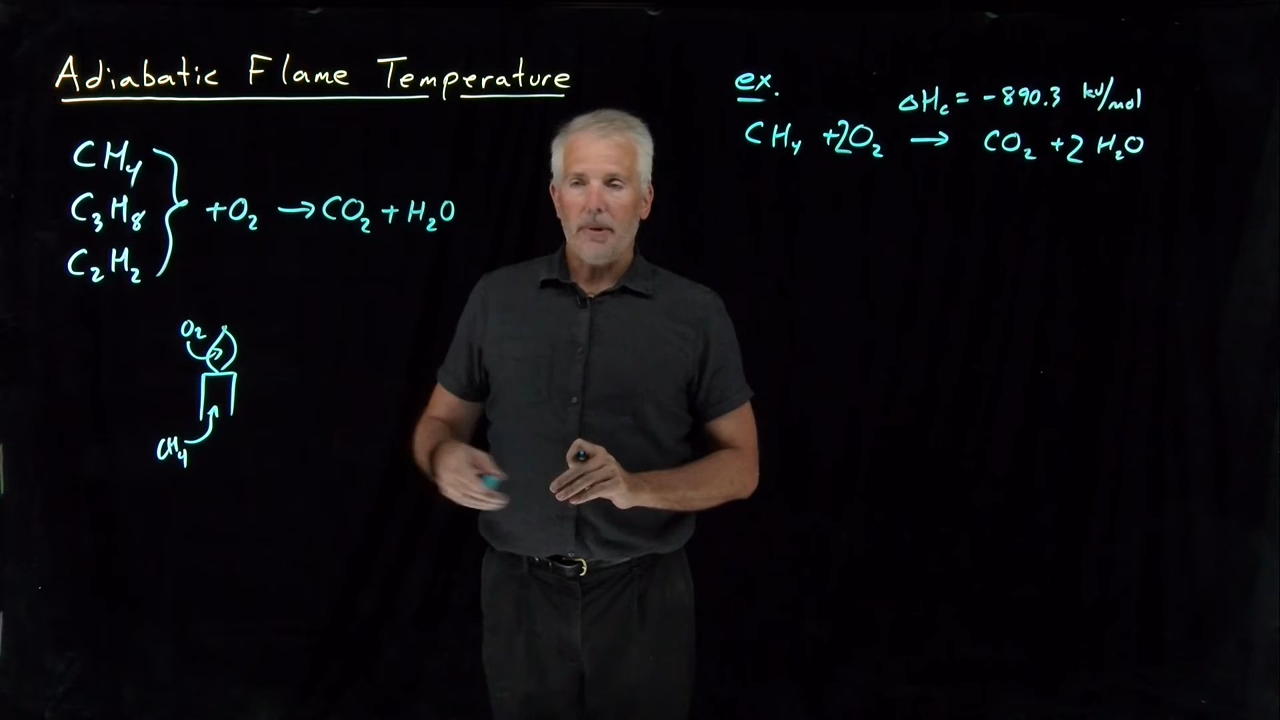 Adiabatic Flame Temperature
CH₄
C₃H₈
C₂H₂
+O₂ → CO₂ + H₂O
O₂
CH₄
ex.
ΔH꜀ = -890.3 kJ/mol
CH₄ + 2O₂ → CO₂ + 2 H₂O